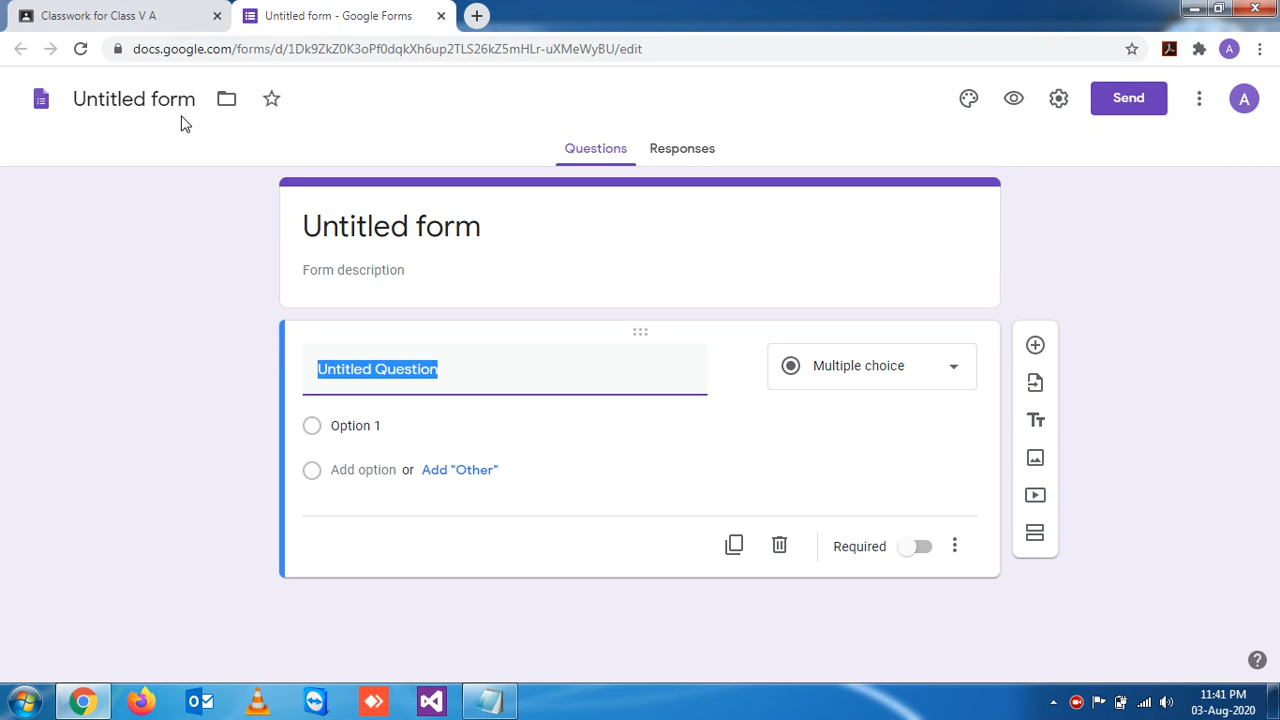 Classwork for Class V A
Untitled form - Google Forms
docs.google.com/forms/d/1Dk9ZkZ0K3oPf0dqkXh6up2TLS26kZ5mHLr-uXMeWyBU/edit
A
Untitled form
Send
A
Questions
Responses
Untitled form
Form description
Untitled Question
Multiple choice
Option 1
Add option or Add "Other"
Required
11:41 PM
03-Aug-2020